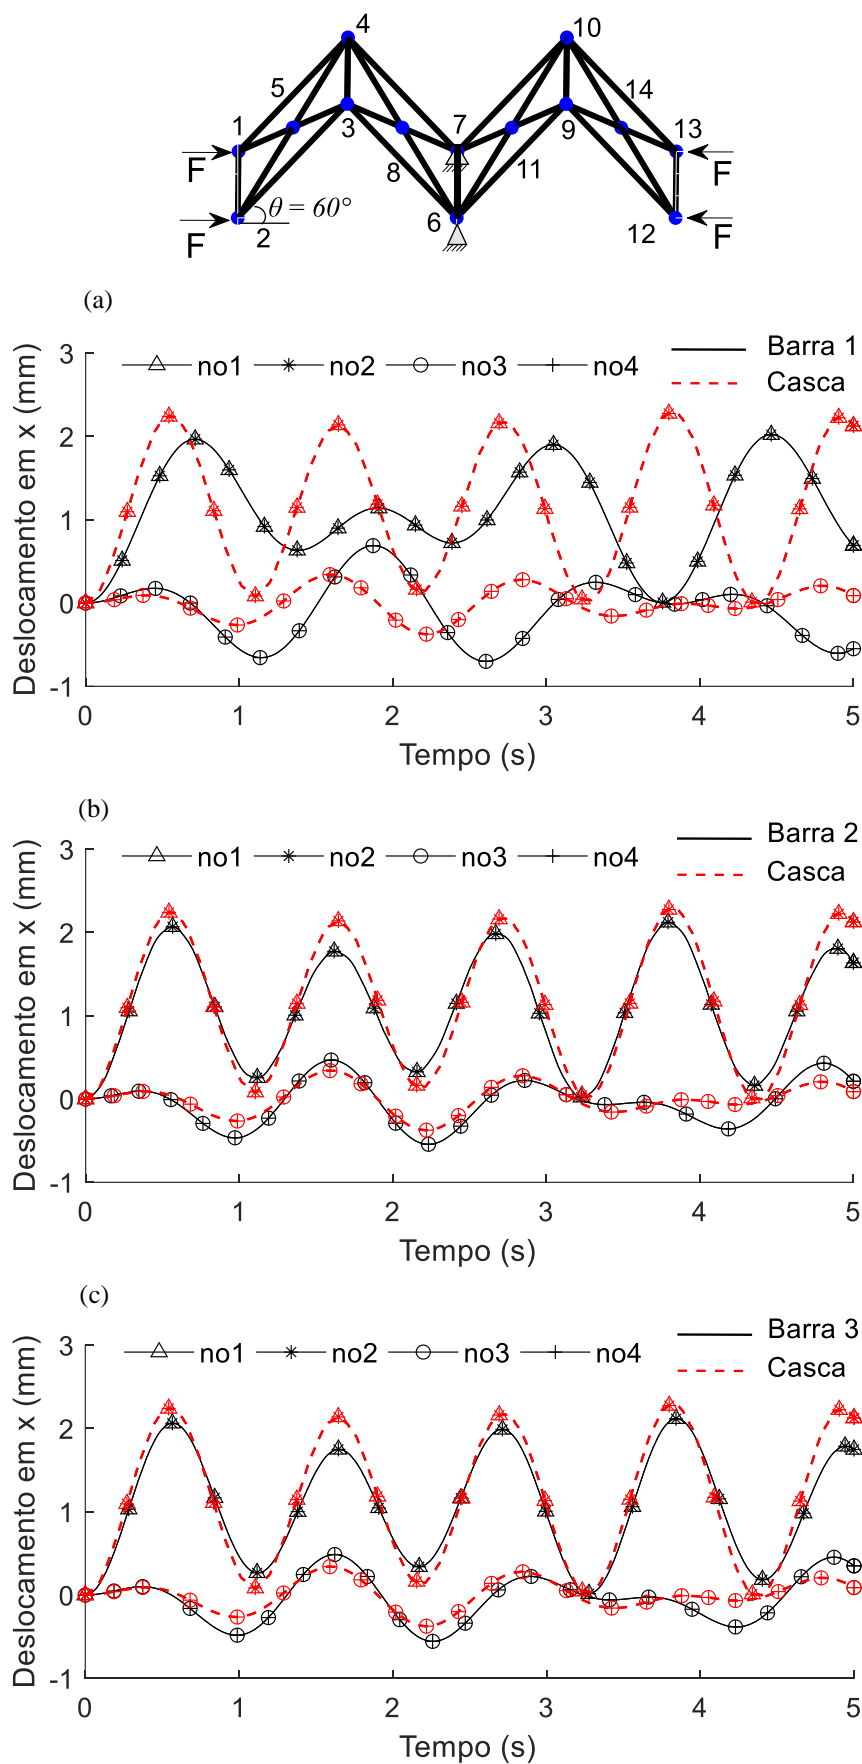 4
10
5
14
1
3
7
9
13
F
8
11
F
θ = 60°
2
6
12
F
F
(a)
Deslocamento em x (mm)
no1
no2
no3
no4
Barra 1
Casca
3
2
1
0
-1
0
1
2
3
4
5
Tempo (s)
(b)
Deslocamento em x (mm)
no1
no2
no3
no4
Barra 2
Casca
3
2
1
0
-1
0
1
2
3
4
5
Tempo (s)
(c)
Deslocamento em x (mm)
no1
no2
no3
no4
Barra 3
Casca
3
2
1
0
-1
0
1
2
3
4
5
Tempo (s)